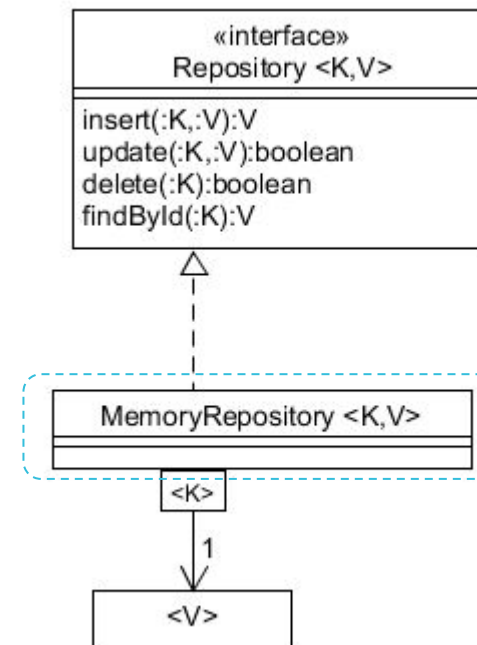 «interface»
Repository <K,V>
insert(:K,:V):V
update(:K,:V):boolean
delete(:K):boolean
findById(:K):V
MemoryRepository <K,V>
<K>
1
<V>